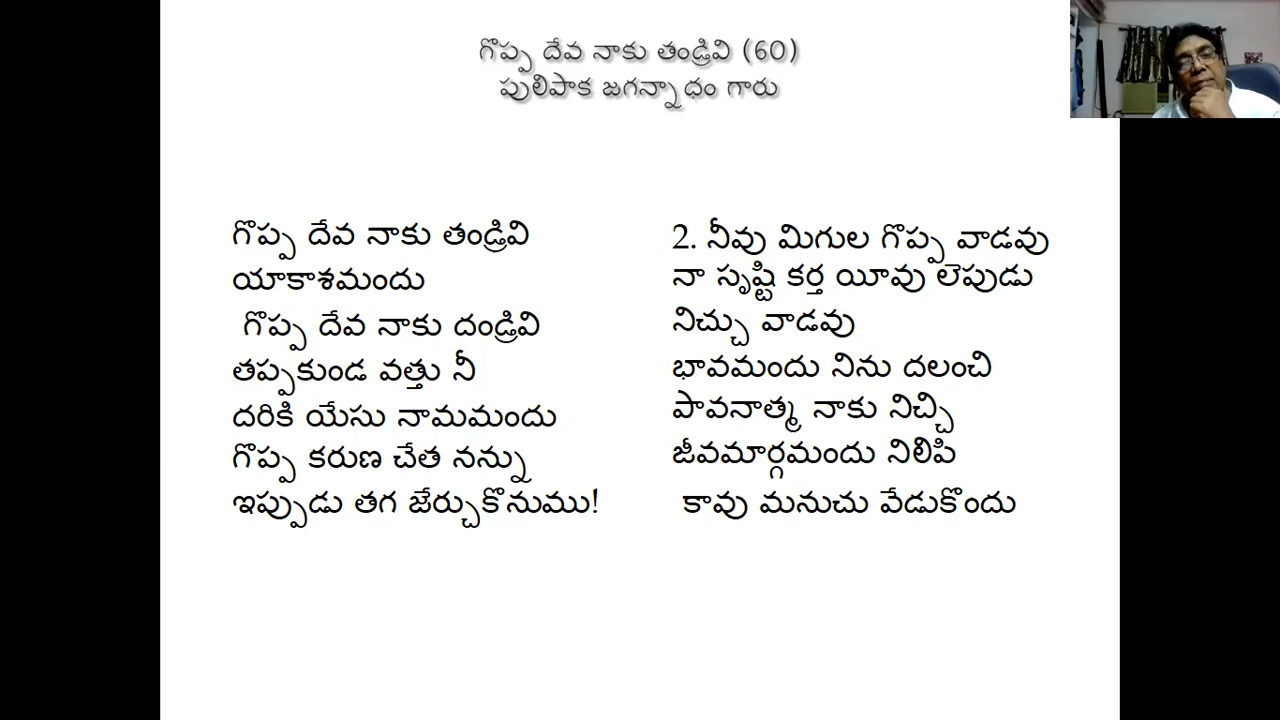 గొప్ప దేవ నాకు తండ్రివి (60)
పులిపాక జగన్నాధం గారు
గొప్ప దేవ నాకు తండ్రివి
యాకాశమందు
గొప్ప దేవ నాకు దండ్రివి
తప్పకుండ వత్తు నీ
దరికి యేసు నామమందు
గొప్ప కరుణ చేత నన్ను
ఇప్పుడు తగ జేర్చుకొనుము!
2. నీవు మిగుల గొప్ప వాడవు
నా సృష్టి కర్త యీవు లెపుడు
నిచ్చు వాడవు
భావమందు నిను దలంచి
పావనాత్మ నాకు నిచ్చి
జీవమార్గమందు నిలిపి
కావు మనుచు వేడుకొందు